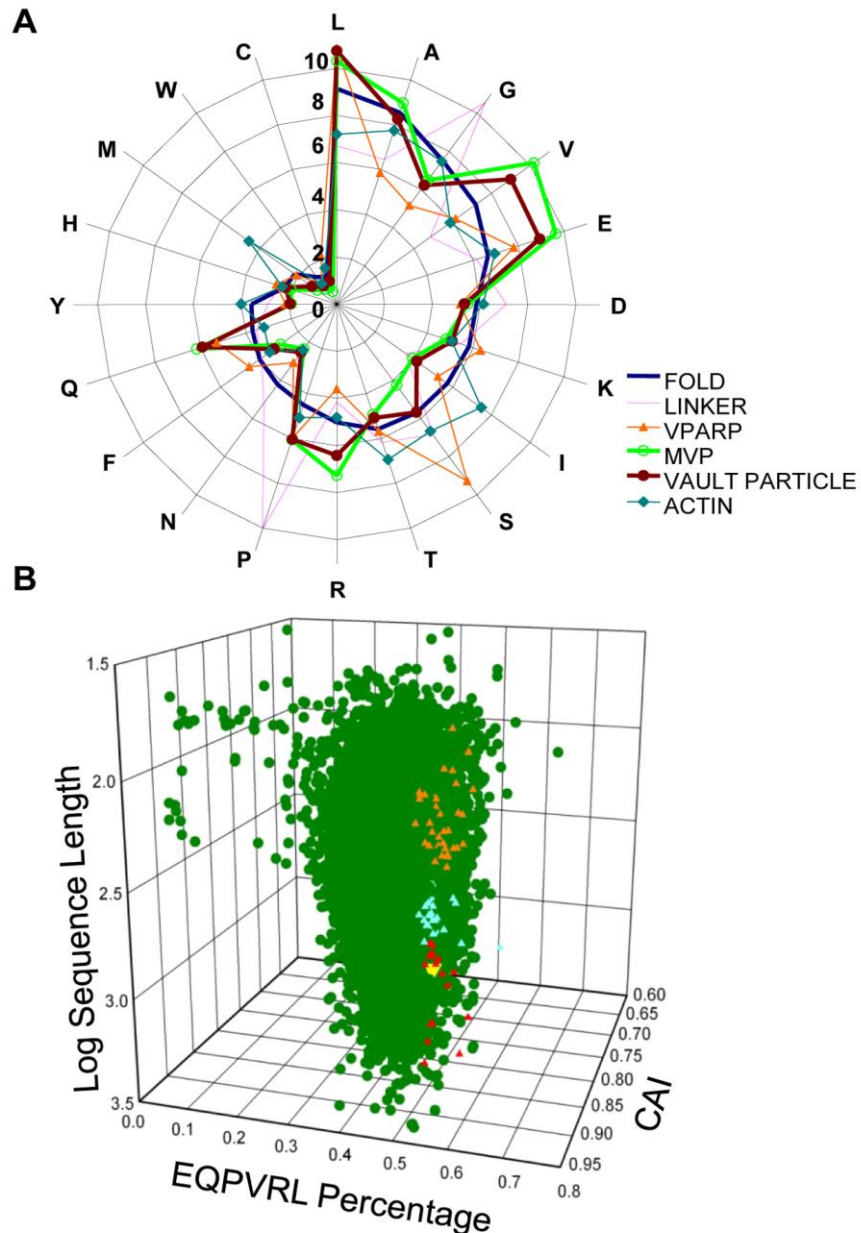 A
L
C
A
W
G
M
V
H
E
Y
D
Q
K
F
I
N
S
P
T
R
10
8
6
4
2
0
FOLD
LINKER
VPARP
MVP
VAULT PARTICLE
ACTIN
B
1.5
2.0
2.5
3.0
3.5
Log Sequence Length
0.0
0.1
0.2
0.3
0.4
0.5
0.6
0.7
0.8
EQPVRL Percentage
0.60
0.65
0.70
0.75
0.80
0.85
0.90
0.95
CAI